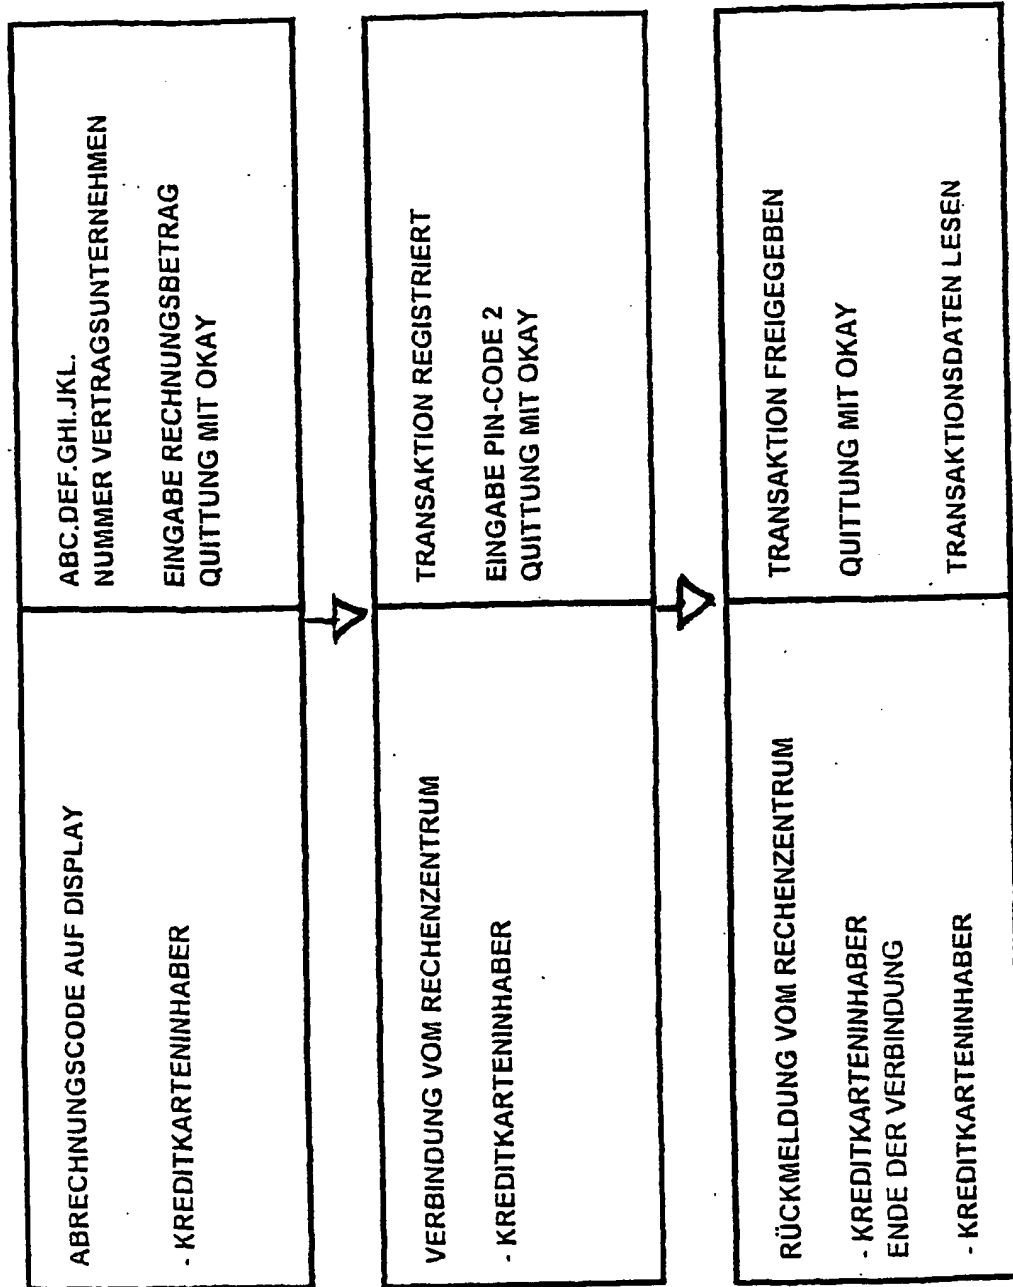 ABRECHNUNGSCODE AUF DISPLAY
- KREDITKARTENINHABER
ABC.DEF.GHI.JKL.
NUMMER VERTRAGSUNTERNEHMEN
EINGABE RECHNUNGSBETRAG
QUITTUNG MIT OKAY
VERBINDUNG VOM RECHENZENTRUM
- KREDITKARTENINHABER
TRANSAKTION REGISTRIERT
EINGABE PIN-CODE 2
QUITTUNG MIT OKAY
RÜCKMELDUNG VOM RECHENZENTRUM
- KREDITKARTENINHABER
ENDE DER VERBINDUNG
- KREDITKARTENINHABER
TRANSAKTION FREIGEGEBEN
QUITTUNG MIT OKAY
TRANSAKTIONSDATEN LESEN